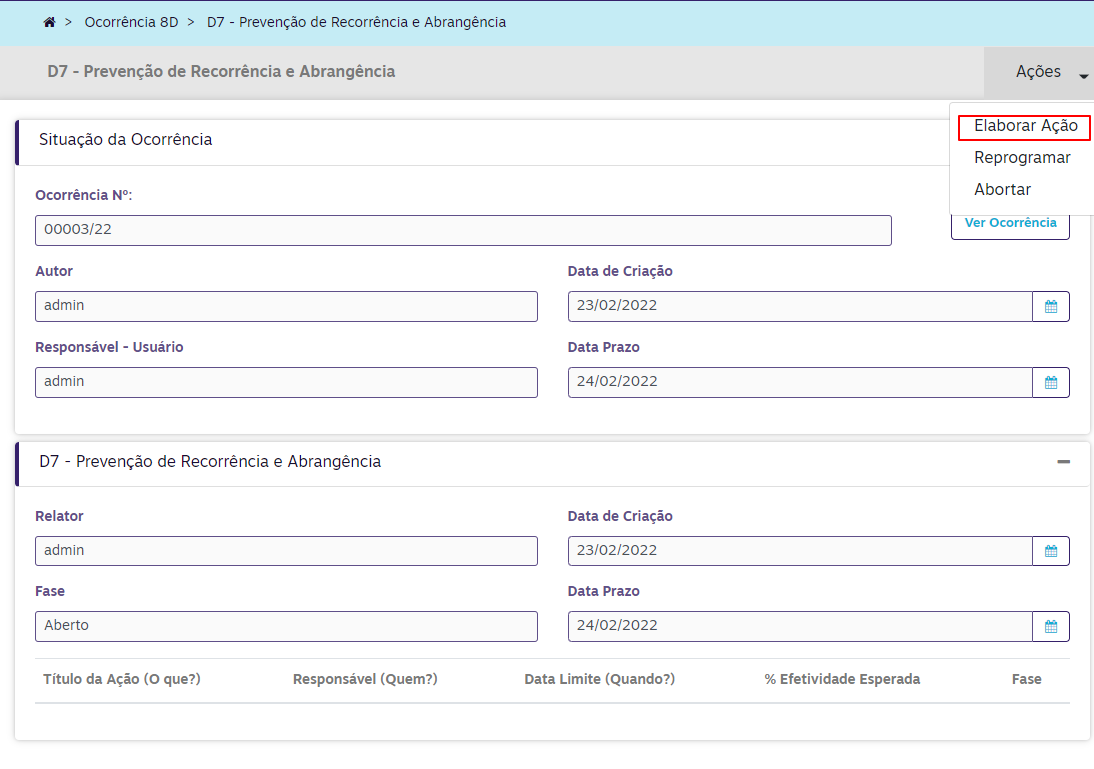 > Ocorrência 8D > D7 - Prevenção de Recorrência e Abrangência
D7 - Prevenção de Recorrência e Abrangência
Ações
Elaborar Ação
Reprogramar
Abortar
Situação da Ocorrência
Ocorrência Nº:
00003/22
Ver Ocorrência
Autor Data de Criação
admin 23/02/2022
Responsável - Usuário Data Prazo
admin 24/02/2022
D7 - Prevenção de Recorrência e Abrangência
Relator Data de Criação
admin 23/02/2022
Fase Data Prazo
Aberto 24/02/2022
Título da Ação (O que?) Responsável (Quem?) Data Limite (Quando?) % Efetividade Esperada Fase